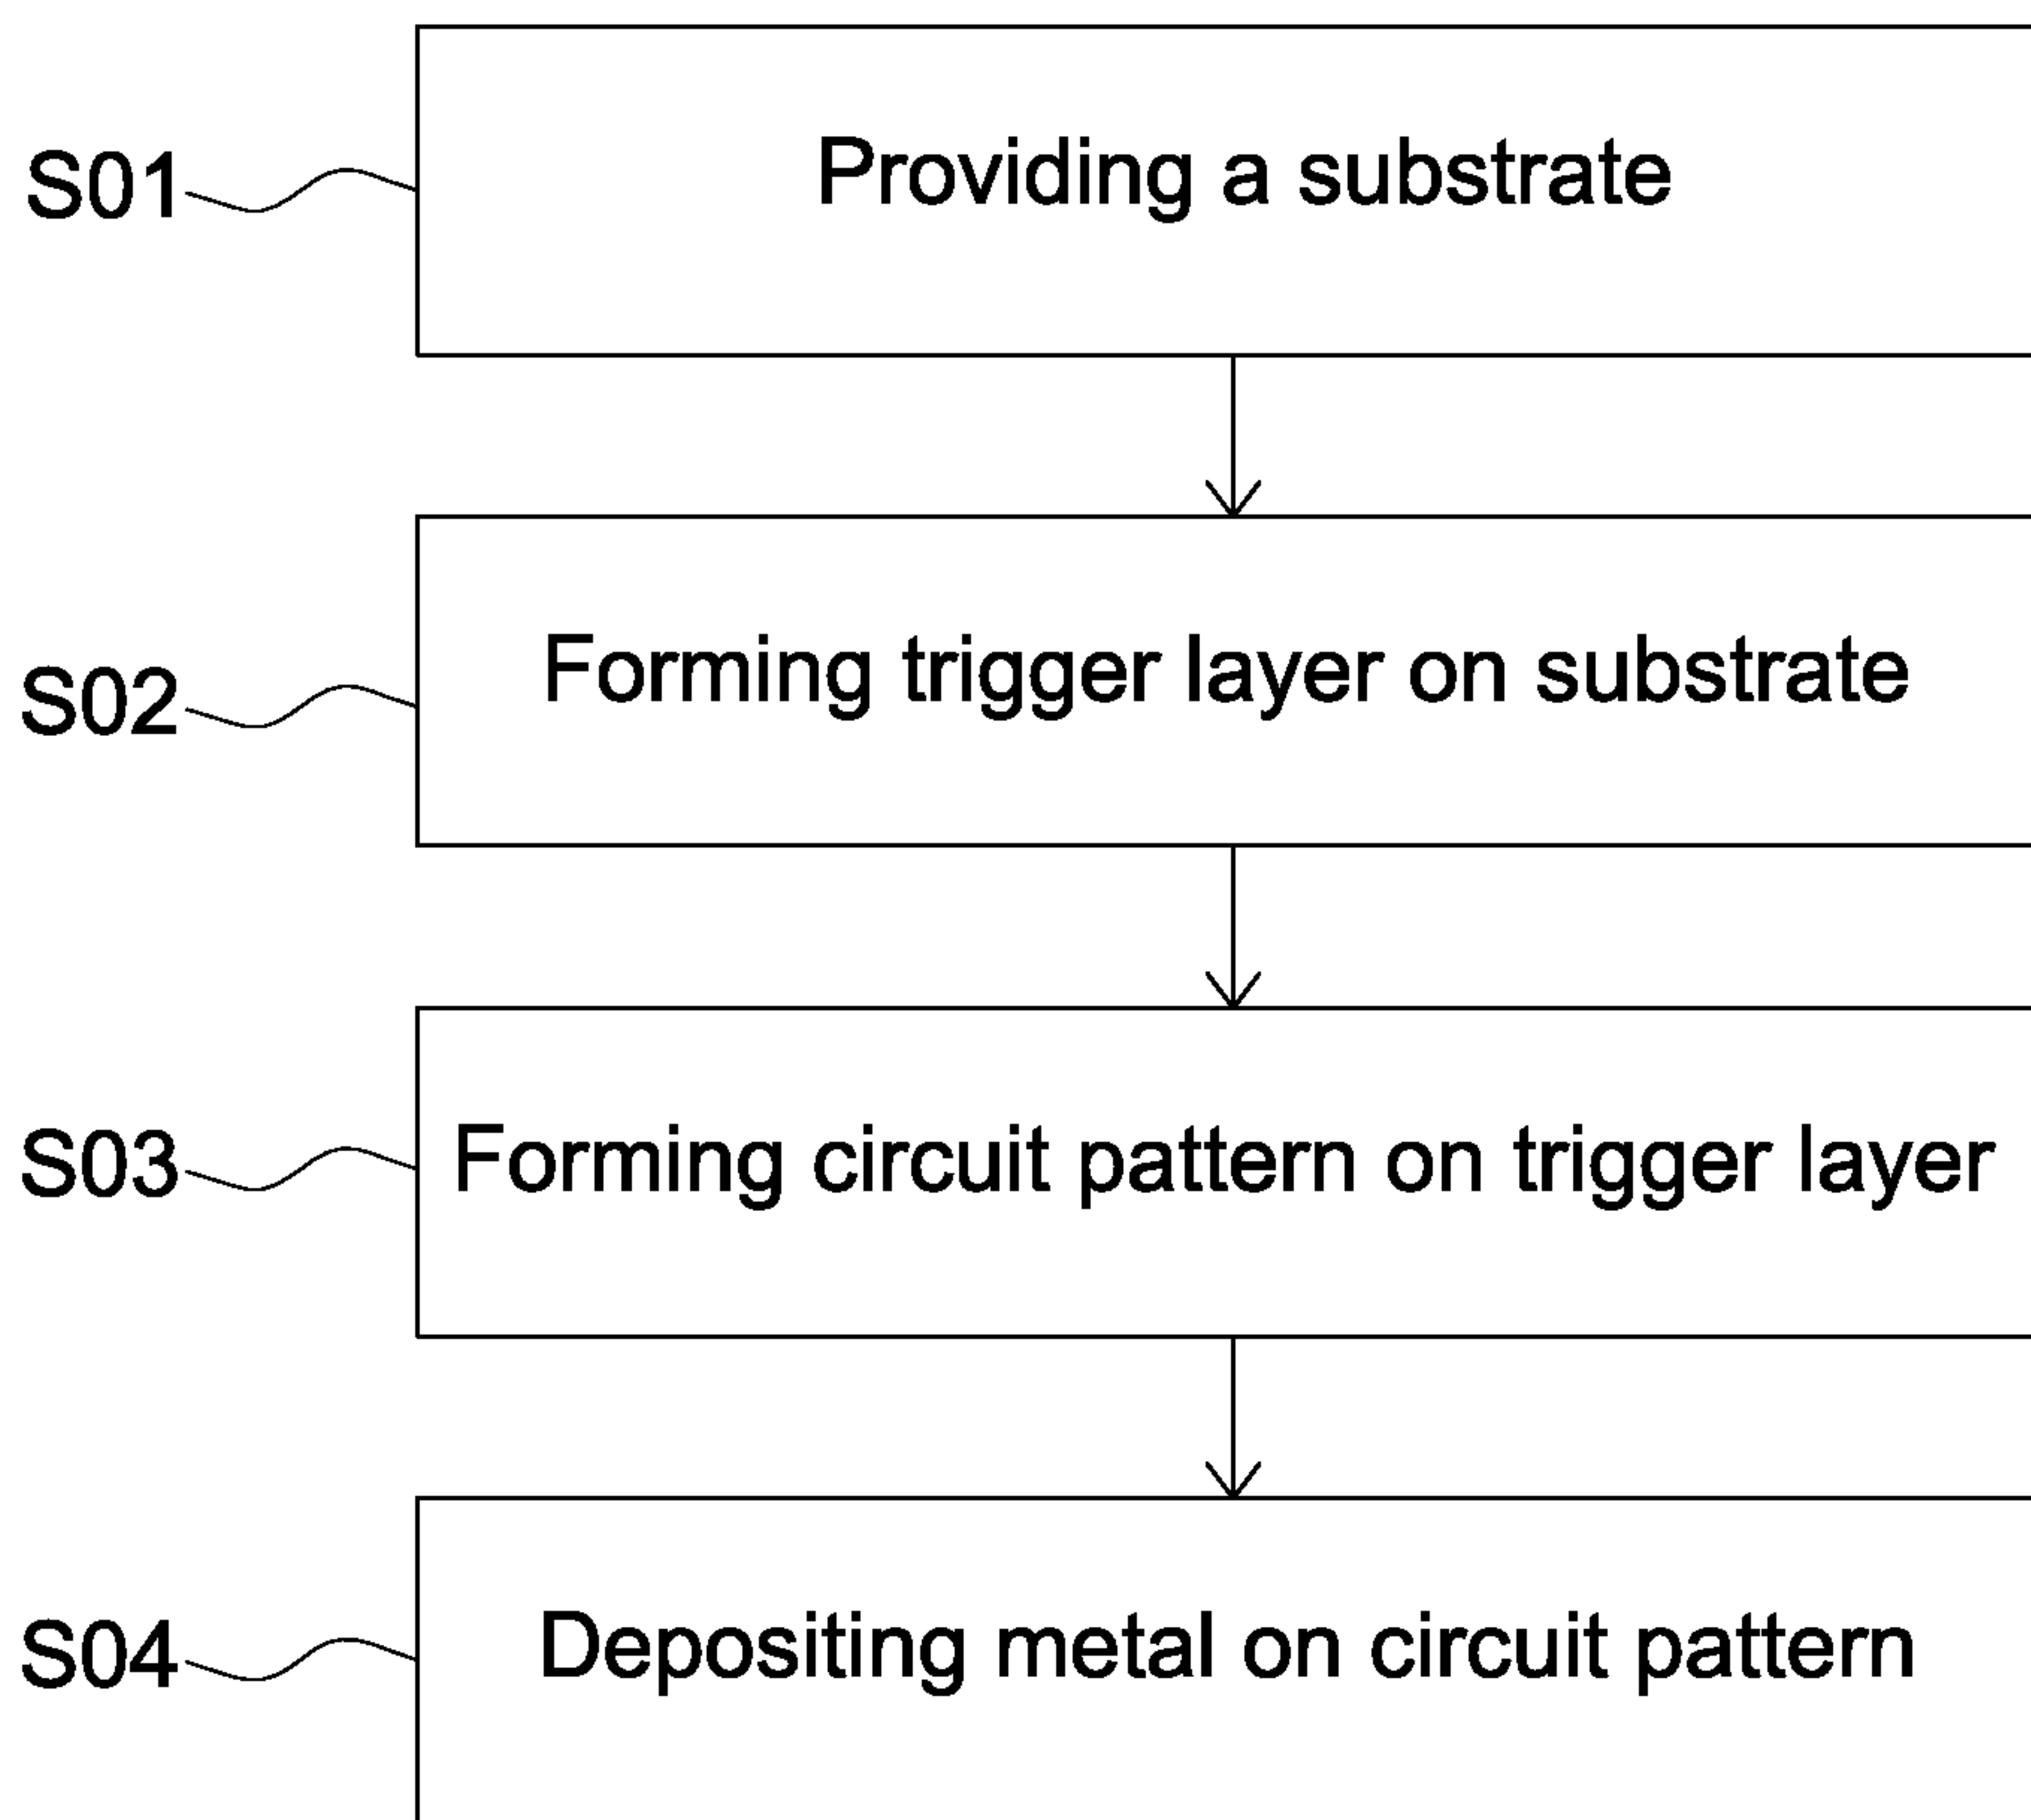 S01
Providing a substrate
S02
Forming trigger layer on substrate
S03
Forming circuit pattern on trigger layer
S04
Depositing metal on circuit pattern